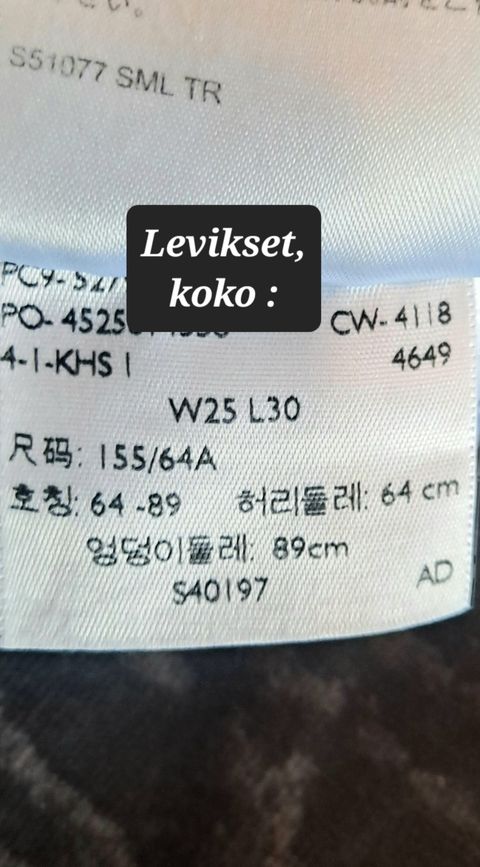 S51077 SML TR
Levikset,
koko :
CW-4118
4-1-KHS 1
4649
W25 L30
尺码: 155/64A
호칭: 64 -89
허리둘레: 64 cm
엉덩이둘레: 89cm
S40197
AD